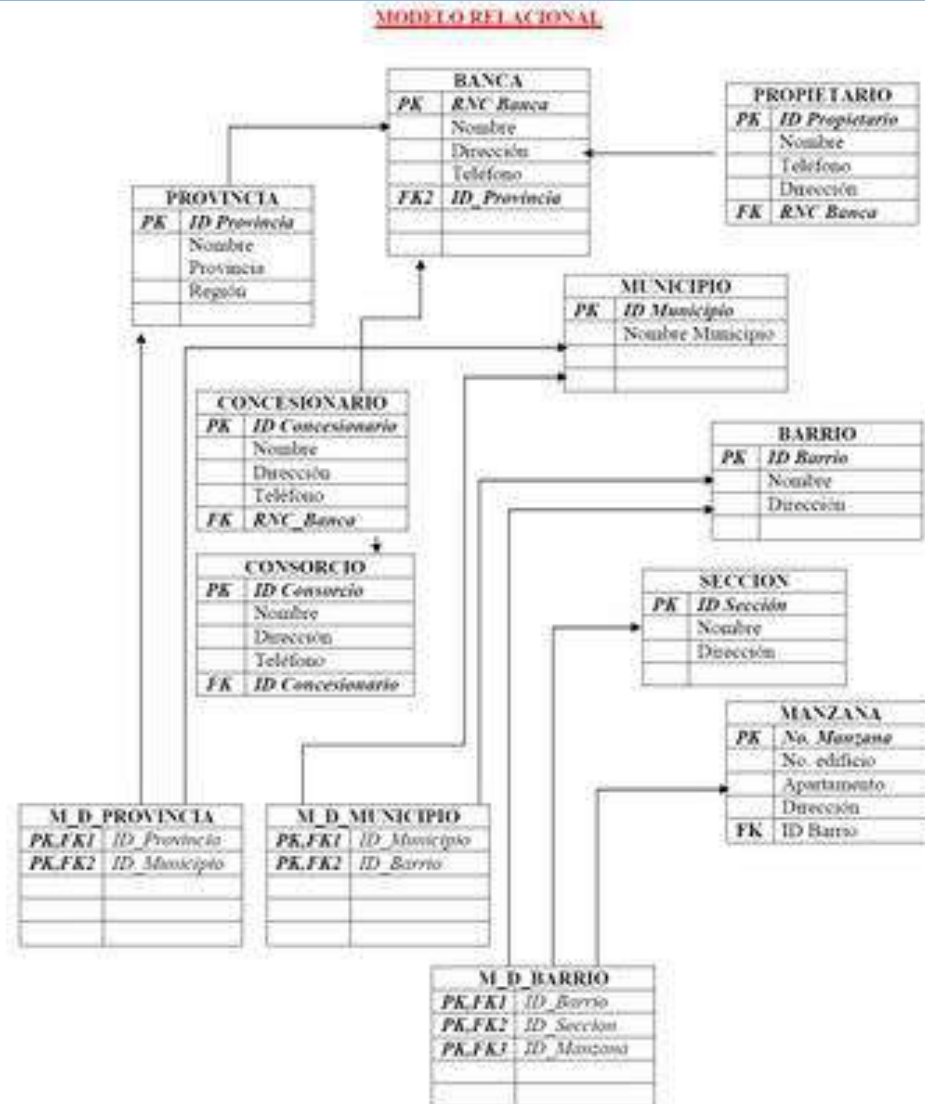 MODELO RELACIONAL
BANCA
PK RNC Banca
Nombre
Dirección
Teléfono
FK2 ID_Provincia
PROPIETARIO
PK ID Propietario
Nombre
Teléfono
Dirección
FK RNC Banca
PROVINCIA
PK ID Provincia
Nombre
Provincia
Región
MUNICIPIO
PK ID Municipio
Nombre Municipio
CONCESIONARIO
PK ID Concesionario
Nombre
Dirección
Teléfono
FK RNC_Banca
BARRIO
PK ID Barrio
Nombre
Dirección
CONSORCIO
PK ID Consorcio
Nombre
Dirección
Teléfono
FK ID Concesionario
SECCION
PK ID Sección
Nombre
Dirección
MANZANA
PK No. Manzana
No. edificio
Apartamento
Dirección
FK ID Barrio
M_D_PROVINCIA
PK,FK1 ID_Provincia
PK,FK2 ID_Municipio
M_D_MUNICIPIO
PK,FK1 ID_Municipio
PK,FK2 ID_Barrio
M_D_BARRIO
PK,FK1 ID_Barrio
PK,FK2 ID_Seccion
PK,FK3 ID_Manzana